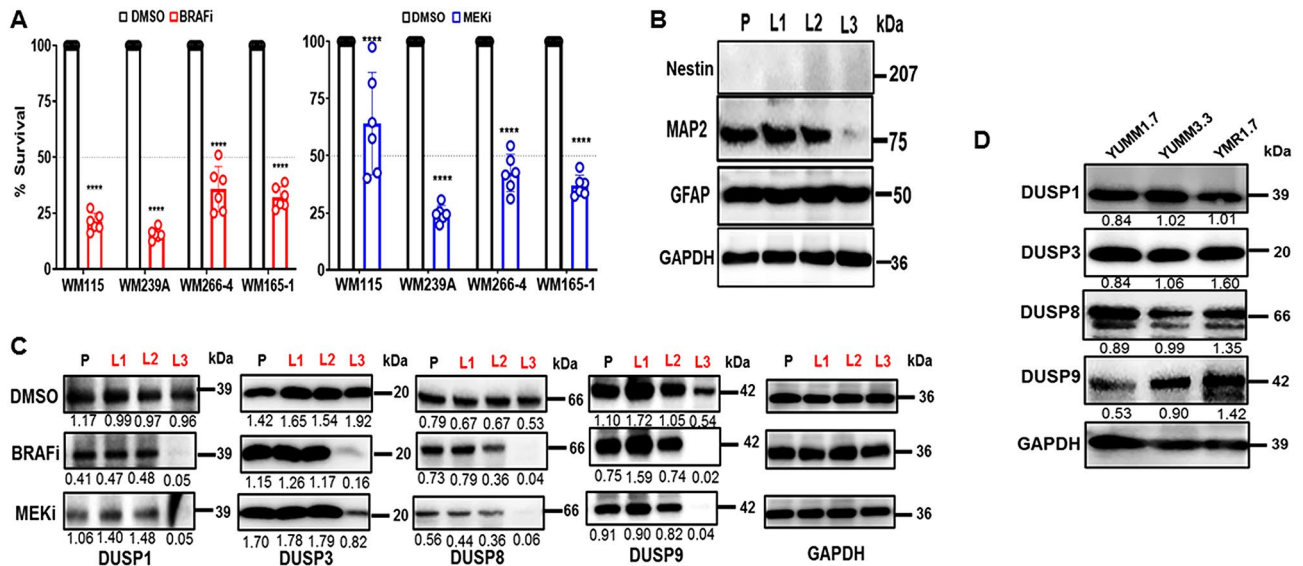 A
DMSO BRAFi
DMSO MEKi
% Survival
100
75
50
25
0
WM115 WM239A WM266-4 WM165-1
**** **** **** ****
100
75
50
25
0
WM115 WM239A WM266-4 WM165-1
**** **** **** ****
B
P L1 L2 L3 kDa
Nestin 207
MAP2 75
GFAP 50
GAPDH 36
C
P L1 L2 L3 kDa P L1 L2 L3 kDa P L1 L2 L3 kDa P L1 L2 L3 kDa P L1 L2 L3 kDa
DMSO 39 20 66 42 36
1.17 0.99 0.97 0.96 1.42 1.65 1.54 1.92 0.79 0.67 0.67 0.53 1.10 1.72 1.05 0.54
BRAFi 39 20 66 42 36
0.41 0.47 0.48 0.05 1.15 1.26 1.17 0.16 0.73 0.79 0.36 0.04 0.75 1.59 0.74 0.02
MEKi 39 20 66 42 36
1.06 1.40 1.48 0.05 1.70 1.78 1.79 0.82 0.56 0.44 0.36 0.06 0.91 0.90 0.82 0.04
DUSP1 DUSP3 DUSP8 DUSP9 GAPDH
D
YUMM1.7 YUMM3.3 YMR1.7 kDa
DUSP1 39
0.84 1.02 1.01
DUSP3 20
0.84 1.06 1.60
DUSP8 66
0.89 0.99 1.35
DUSP9 42
0.53 0.90 1.42
GAPDH 39